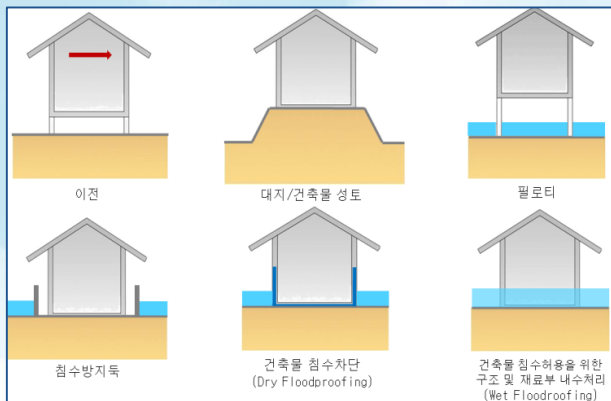 이전
대지/건축물 성토
필로티
침수방지둑
건축물 침수차단
(Dry Floodproofing)
건축물 침수허용을 위한
구조 및 재료부 내수처리
(Wet Floodroofing)